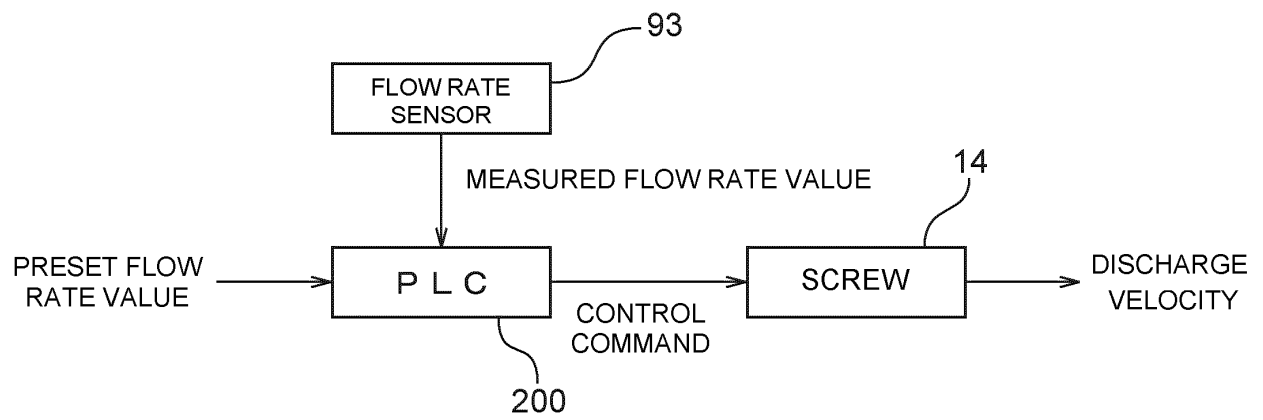 93
FLOW RATE
SENSOR
MEASURED FLOW RATE VALUE
14
PRESET FLOW
RATE VALUE
PLC
CONTROL
COMMAND
SCREW
DISCHARGE
VELOCITY
200